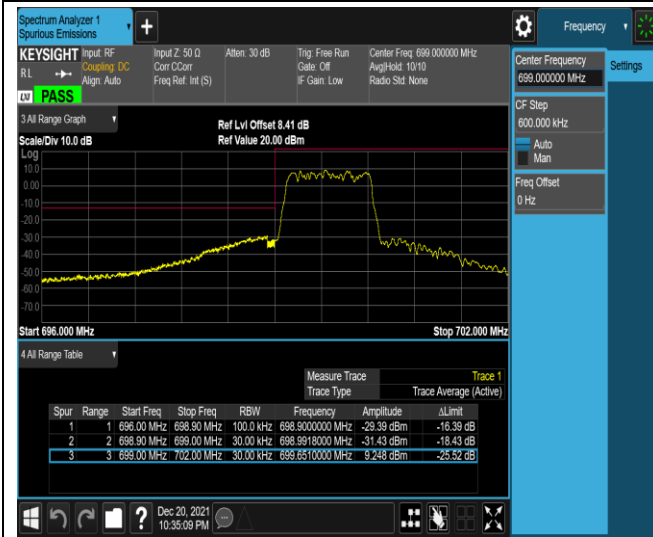 Spectrum Analyzer 1
Spurious Emissions
+
Frequency
KEYSIGHT
Input: RF
Input Z: 50 Ω
Atten: 30 dB
Trig: Free Run
Center Freq: 699.000000 MHz
R L
Coupling: DC
Corr CCorr
Gate: Off
Avg|Hold: 10/10
Align: Auto
Freq Ref: Int (S)
IF Gain: Low
Radio Std: None
LXI
PASS
Center Frequency
699.000000 MHz
Settings
CF Step
600.000 kHz
Auto
Man
Freq Offset
0 Hz
3 All Range Graph
Ref Lvl Offset 8.41 dB
Scale/Div 10.0 dB
Ref Value 20.00 dBm
Log
10.0
0.00
-10.0
-20.0
-30.0
-40.0
-50.0
-60.0
-70.0
Start 696.000 MHz
Stop 702.000 MHz
4 All Range Table
Measure Trace Trace 1
Trace Type Trace Average (Active)
Spur Range Start Freq Stop Freq RBW Frequency Amplitude ΔLimit
1 1 696.00 MHz 698.90 MHz 100.0 kHz 698.9000000 MHz -29.39 dBm -16.39 dB
2 2 698.90 MHz 699.00 MHz 30.00 kHz 698.9918000 MHz -31.43 dBm -18.43 dB
3 3 699.00 MHz 702.00 MHz 30.00 kHz 699.6510000 MHz 9.248 dBm -25.52 dB
?
Dec 20, 2021
10:35:09 PM